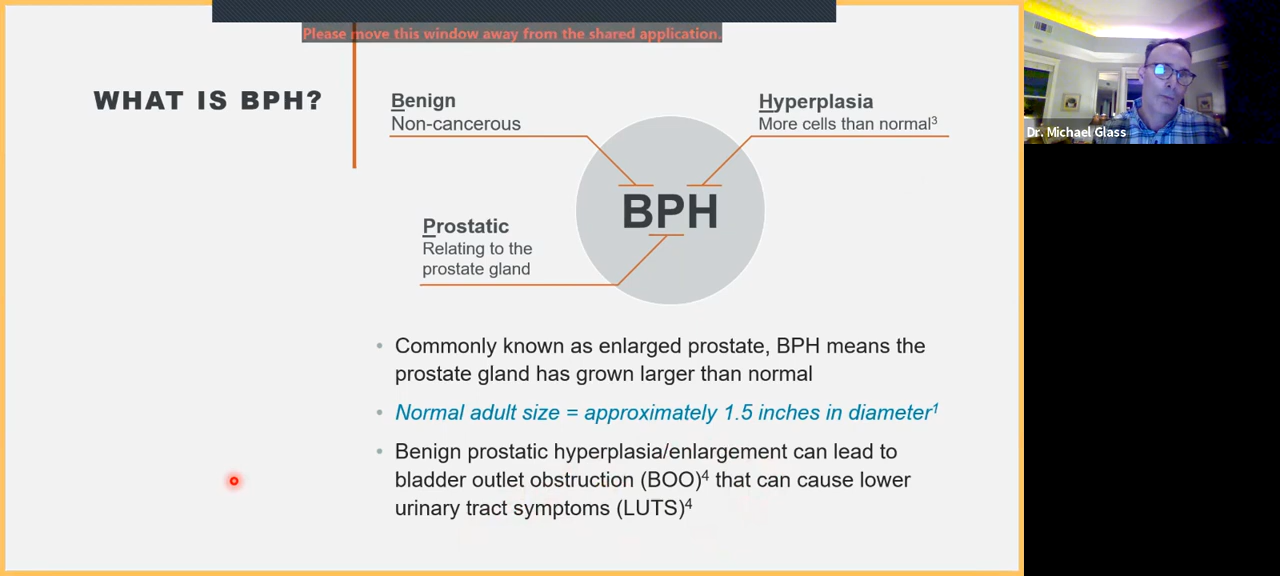 Please move this window away from the shared application.
WHAT IS BPH?
Benign
Non-cancerous
Hyperplasia
More cells than normal³
BPH
Prostatic
Relating to the
prostate gland
• Commonly known as enlarged prostate, BPH means the
prostate gland has grown larger than normal
• Normal adult size = approximately 1.5 inches in diameter¹
• Benign prostatic hyperplasia/enlargement can lead to
bladder outlet obstruction (BOO)⁴ that can cause lower
urinary tract symptoms (LUTS)⁴
Dr. Michael Glass